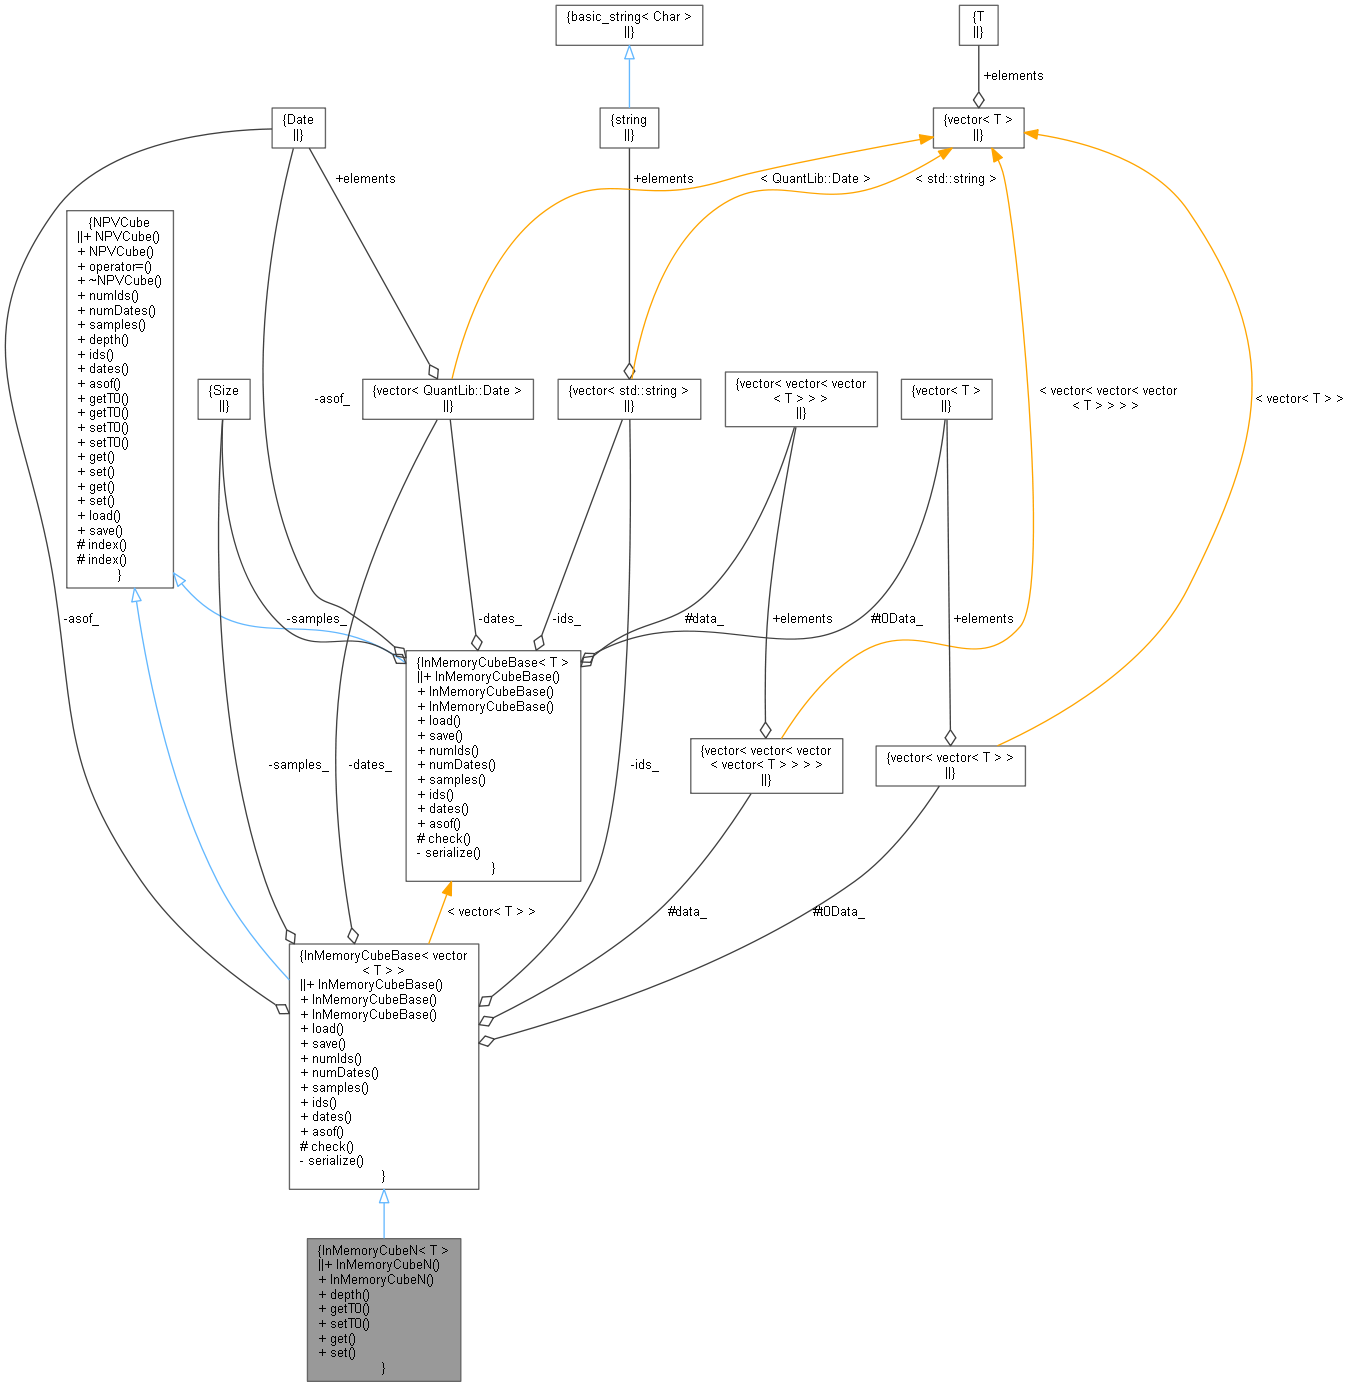 {basic_string< Char >
||}
{T
||}
+elements
{Date
||}
{string
||}
{vector< T >
||}
+elements
+elements
< QuantLib::Date >
< std::string >
{NPVCube
||+ NPVCube()
+ NPVCube()
+ operator=()
+ ~NPVCube()
+ numIds()
+ numDates()
+ samples()
+ depth()
+ ids()
+ dates()
+ asof()
+ getT0()
+ getT0()
+ setT0()
+ setT0()
+ get()
+ set()
+ get()
+ set()
+ load()
+ save()
# index()
# index()
}
{Size
||}
-asof_
{vector< QuantLib::Date >
||}
{vector< std::string >
||}
{vector< vector< vector
< T > > >
||}
{vector< T >
||}
< vector< vector< vector
< T > > > >
< vector< T > >
-asof_
-samples_
-dates_
-ids_
#data_
+elements
#t0Data_
+elements
{InMemoryCubeBase< T >
||+ InMemoryCubeBase()
+ InMemoryCubeBase()
+ InMemoryCubeBase()
+ load()
+ save()
+ numIds()
+ numDates()
+ samples()
+ ids()
+ dates()
+ asof()
# check()
- serialize()
}
-samples_
-dates_
-ids_
{vector< vector< vector
< vector< T > > > >
||}
{vector< vector< T > >
||}
< vector< T > >
#data_
#t0Data_
{InMemoryCubeBase< vector
< T > >
||+ InMemoryCubeBase()
+ InMemoryCubeBase()
+ InMemoryCubeBase()
+ load()
+ save()
+ numIds()
+ numDates()
+ samples()
+ ids()
+ dates()
+ asof()
# check()
- serialize()
}
{InMemoryCubeN< T >
||+ InMemoryCubeN()
+ InMemoryCubeN()
+ depth()
+ getT0()
+ setT0()
+ get()
+ set()
}